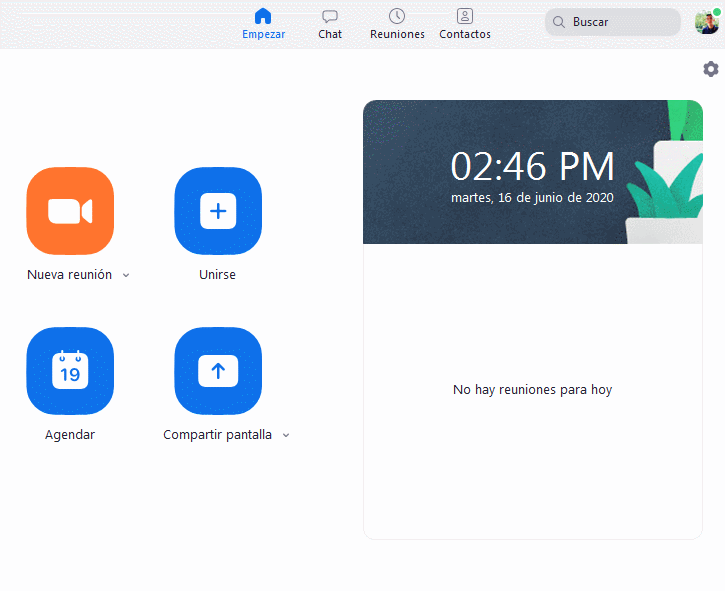 Empezar
Chat
Reuniones
Contactos
Buscar
02:46 PM
martes, 16 de junio de 2020
Nueva reunión
Unirse
19
Agendar
Compartir pantalla
No hay reuniones para hoy